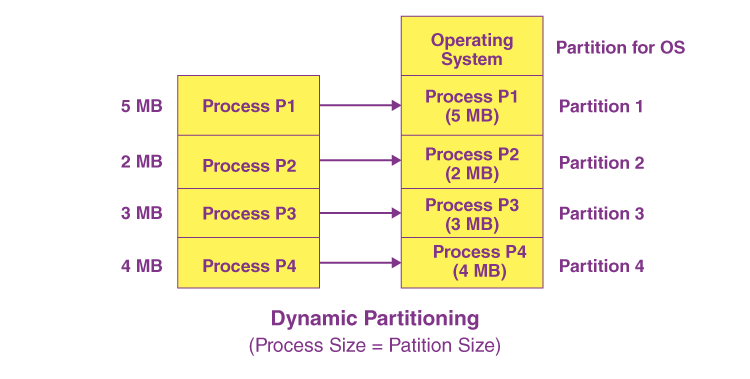 Operating
System
Partition for OS
5 MB
Process P1
Process P1
(5 MB)
Partition 1
2 MB
Process P2
Process P2
(2 MB)
Partition 2
3 MB
Process P3
Process P3
(3 MB)
Partition 3
4 MB
Process P4
Process P4
(4 MB)
Partition 4
Dynamic Partitioning
(Process Size = Patition Size)